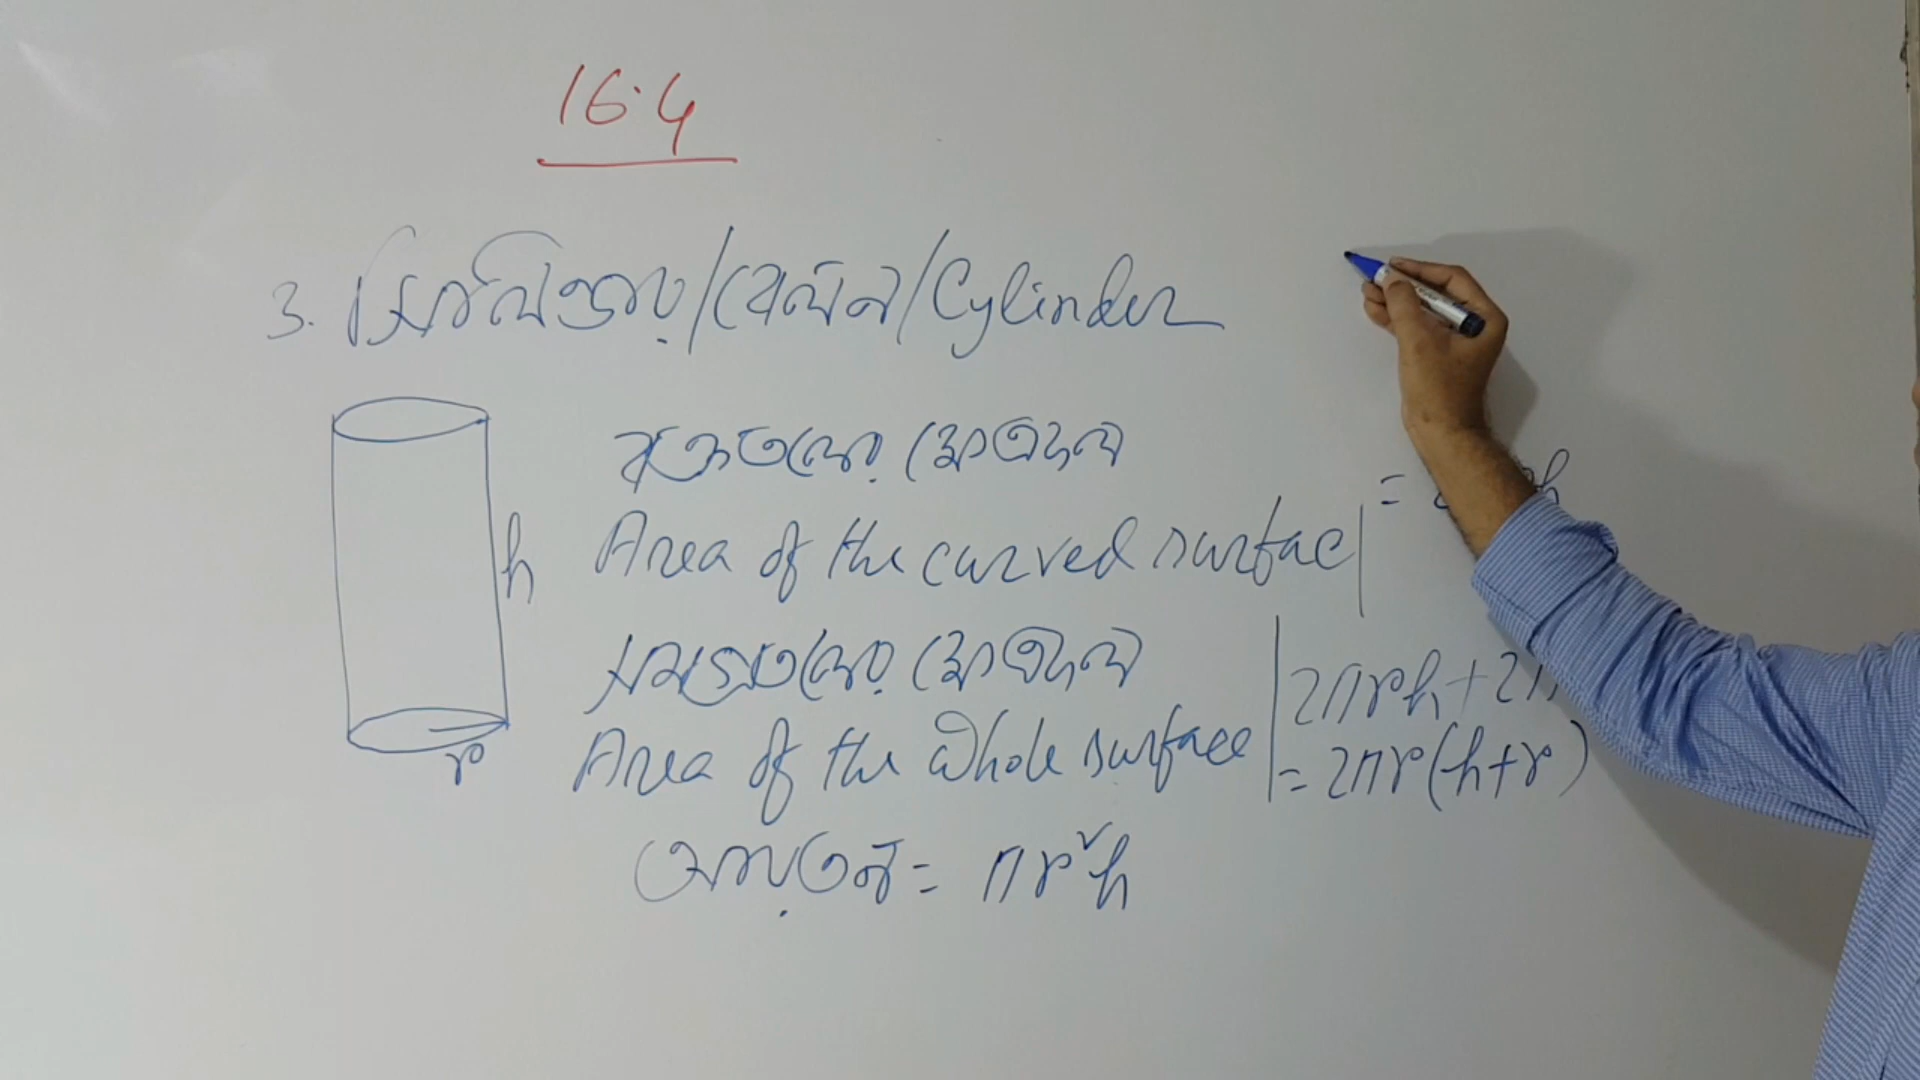 16.4
3. সিলিন্ডার/বেলন/Cylinder
বক্রতলের ক্ষেত্রফল
Area of the curved surface = h
h
সমগ্রতলের ক্ষেত্রফল 2πrh+2π
Area of the whole surface = 2πr(h+r)
r
আয়তন = πr²h